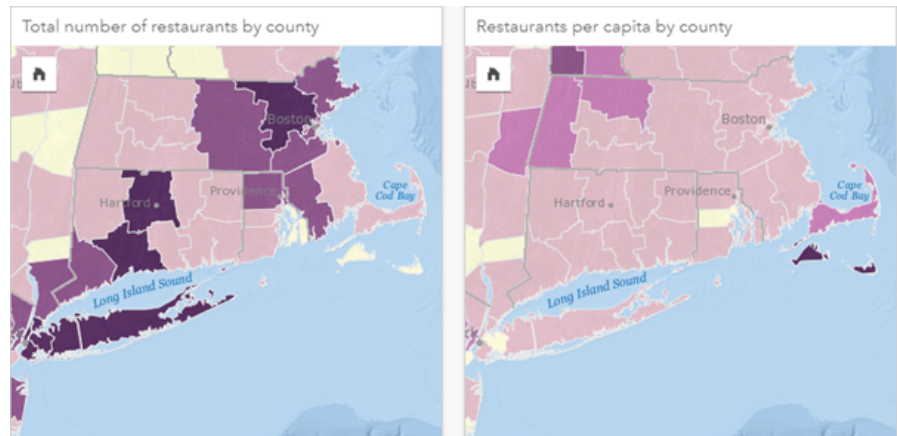 Total number of restaurants by county
Boston
Cape
Cod Bay
Providence
Hartford
Long Island Sound
Restaurants per capita by county
Boston
Cape
Cod Bay
Providence
Hartford
Long Island Sound